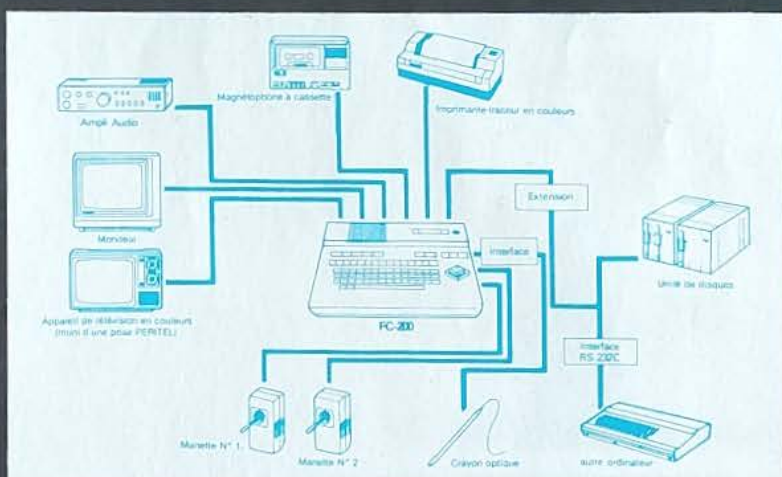 Ampli Audio
Magnétophone à cassette
Imprimante-traceur en couleurs
Moniteur
Extension
Interface
Unité de disques
Appareil de télévision en couleurs
(muni d'une prise PERITEL)
FC-200
Interface
RS 232C
Manette N° 1
Manette N° 2
Crayon optique
autre ordinateur